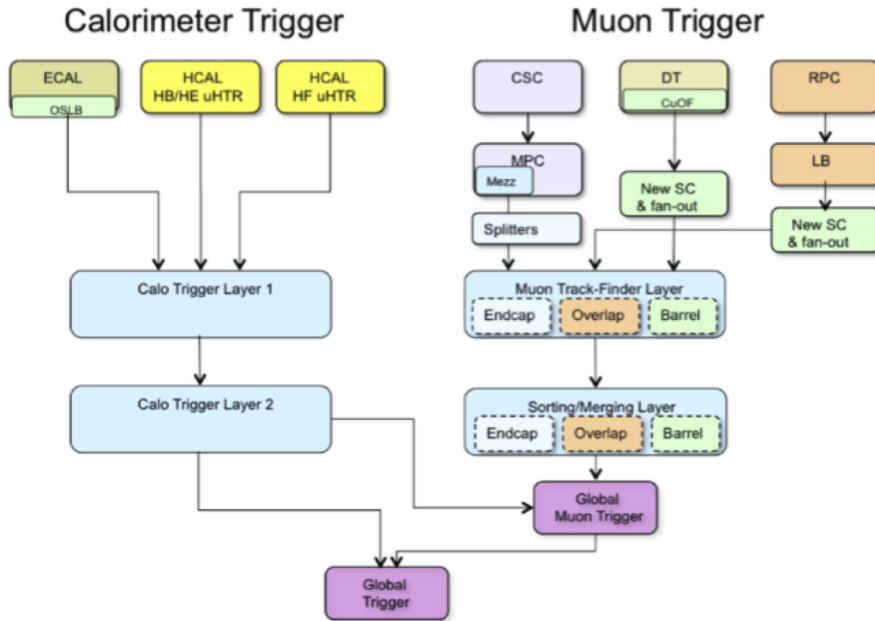 Calorimeter Trigger
Muon Trigger
ECAL
OSLB
HCAL
HB/HE uHTR
HCAL
HF uHTR
CSC
DT
CuOF
RPC
MPC
Mezz
LB
New SC
& fan-out
Splitters
New SC
& fan-out
Calo Trigger Layer 1
Muon Track-Finder Layer
Endcap
Overlap
Barrel
Calo Trigger Layer 2
Sorting/Merging Layer
Endcap
Overlap
Barrel
Global
Muon Trigger
Global
Trigger